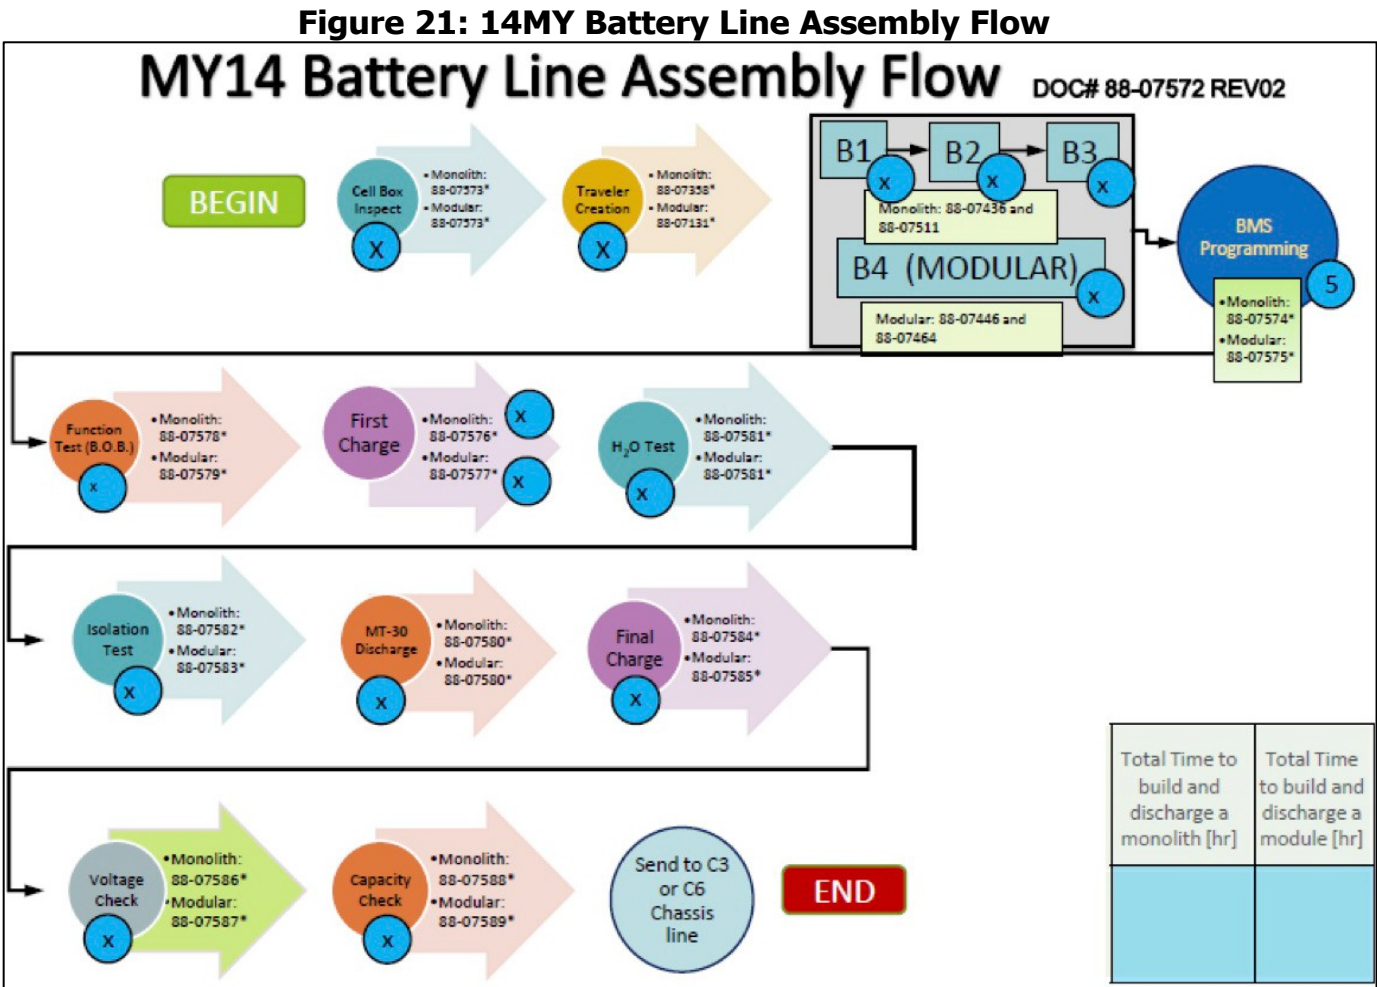 Figure 21: 14MY Battery Line Assembly Flow
MY14 Battery Line Assembly Flow DOC# 88-07572 REV02
BEGIN
Cell Box
Inspect
X
• Monolith:
88-07573*
• Modular:
88-07573*
Traveler
Creation
X
• Monolith:
88-07358*
• Modular:
88-07131*
B1
X
B2
X
B3
X
Monolith: 88-07436 and
88-07511
B4 (MODULAR)
X
Modular: 88-07446 and
88-07464
BMS
Programming
5
•Monolith:
88-07574*
•Modular:
88-07575*
Function
Test (B.O.B.)
x
•Monolith:
88-07578*
•Modular:
88-07579*
First
Charge
•Monolith:
88-07576*
•Modular:
88-07577*
X
X
H₂O Test
X
•Monolith:
88-07581*
•Modular:
88-07581*
Isolation
Test
X
•Monolith:
88-07582*
•Modular:
88-07583*
MT-30
Discharge
X
•Monolith:
88-07580*
•Modular:
88-07580*
Final
Charge
X
•Monolith:
88-07584*
•Modular:
88-07585*
Total Time to
build and
discharge a
monolith [hr]
Total Time
to build and
discharge a
module [hr]
Voltage
Check
X
•Monolith:
88-07586*
•Modular:
88-07587*
Capacity
Check
X
•Monolith:
88-07588*
•Modular:
88-07589*
Send to C3
or C6
Chassis
line
END